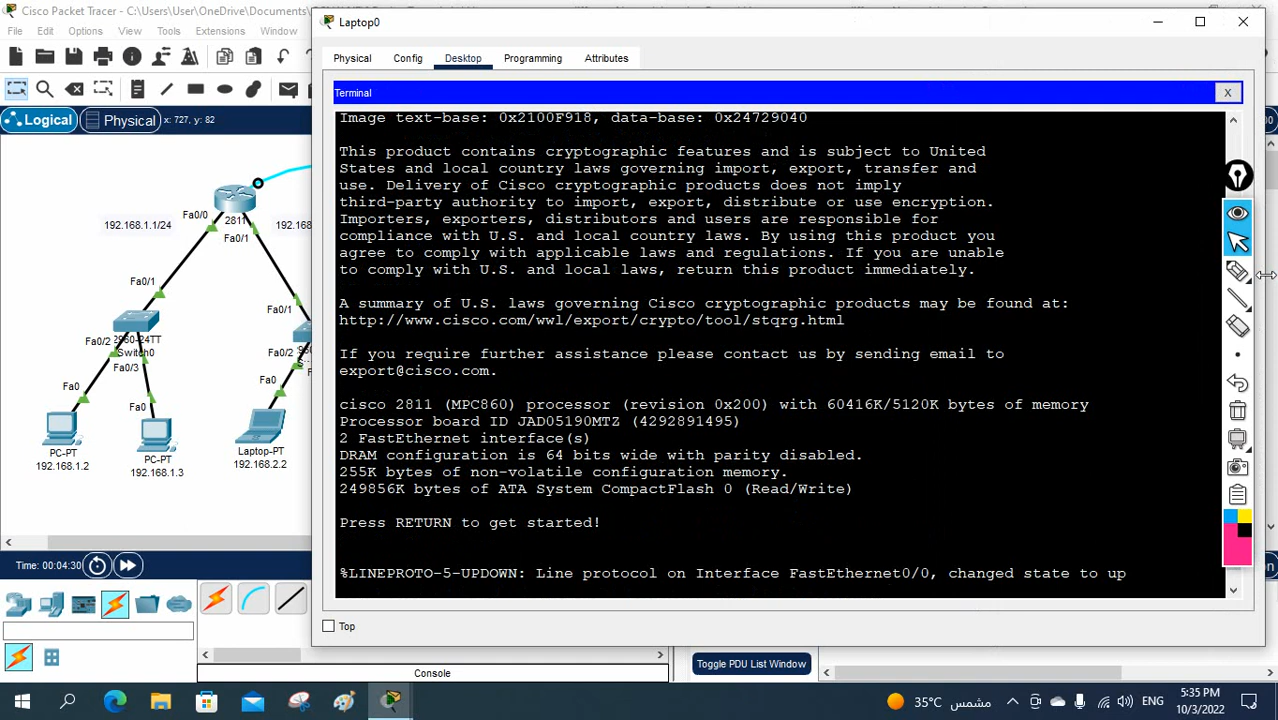 Cisco Packet Tracer - C:\Users\User\OneDrive\
File Edit Options View Tools Extensions Window
Logical Physical x: 727, y: 82
Laptop0
Physical Config Desktop Programming Attributes
Terminal
X
Image text-base: 0x2100F918, data-base: 0x24729040
This product contains cryptographic features and is subject to United
States and local country laws governing import, export, transfer and
use. Delivery of Cisco cryptographic products does not imply
third-party authority to import, export, distribute or use encryption.
Importers, exporters, distributors and users are responsible for
compliance with U.S. and local country laws. By using this product you
agree to comply with applicable laws and regulations. If you are unable
to comply with U.S. and local laws, return this product immediately.
A summary of U.S. laws governing Cisco cryptographic products may be found at:
http://www.cisco.com/wwl/export/crypto/tool/stqrg.html
If you require further assistance please contact us by sending email to
export@cisco.com.
cisco 2811 (MPC860) processor (revision 0x200) with 60416K/5120K bytes of memory
Processor board ID JAD05190MTZ (4292891495)
2 FastEthernet interface(s)
DRAM configuration is 64 bits wide with parity disabled.
255K bytes of non-volatile configuration memory.
249856K bytes of ATA System CompactFlash 0 (Read/Write)
Press RETURN to get started!
%LINEPROTO-5-UPDOWN: Line protocol on Interface FastEthernet0/0, changed state to up
Top
Fa0/0
2811
192.168.1.1/24
192.168
Fa0/1
Fa0/1
Fa0/1
2960-24TT
Switch0
Fa0/2
Fa0/3
Fa0/2
Fa0
Fa0
Fa0
PC-PT
192.168.1.2
PC-PT
192.168.1.3
Laptop-PT
192.168.2.2
Time: 00:04:30
Console
Toggle PDU List Window
35°C مشمس
ENG
5:35 PM
10/3/2022